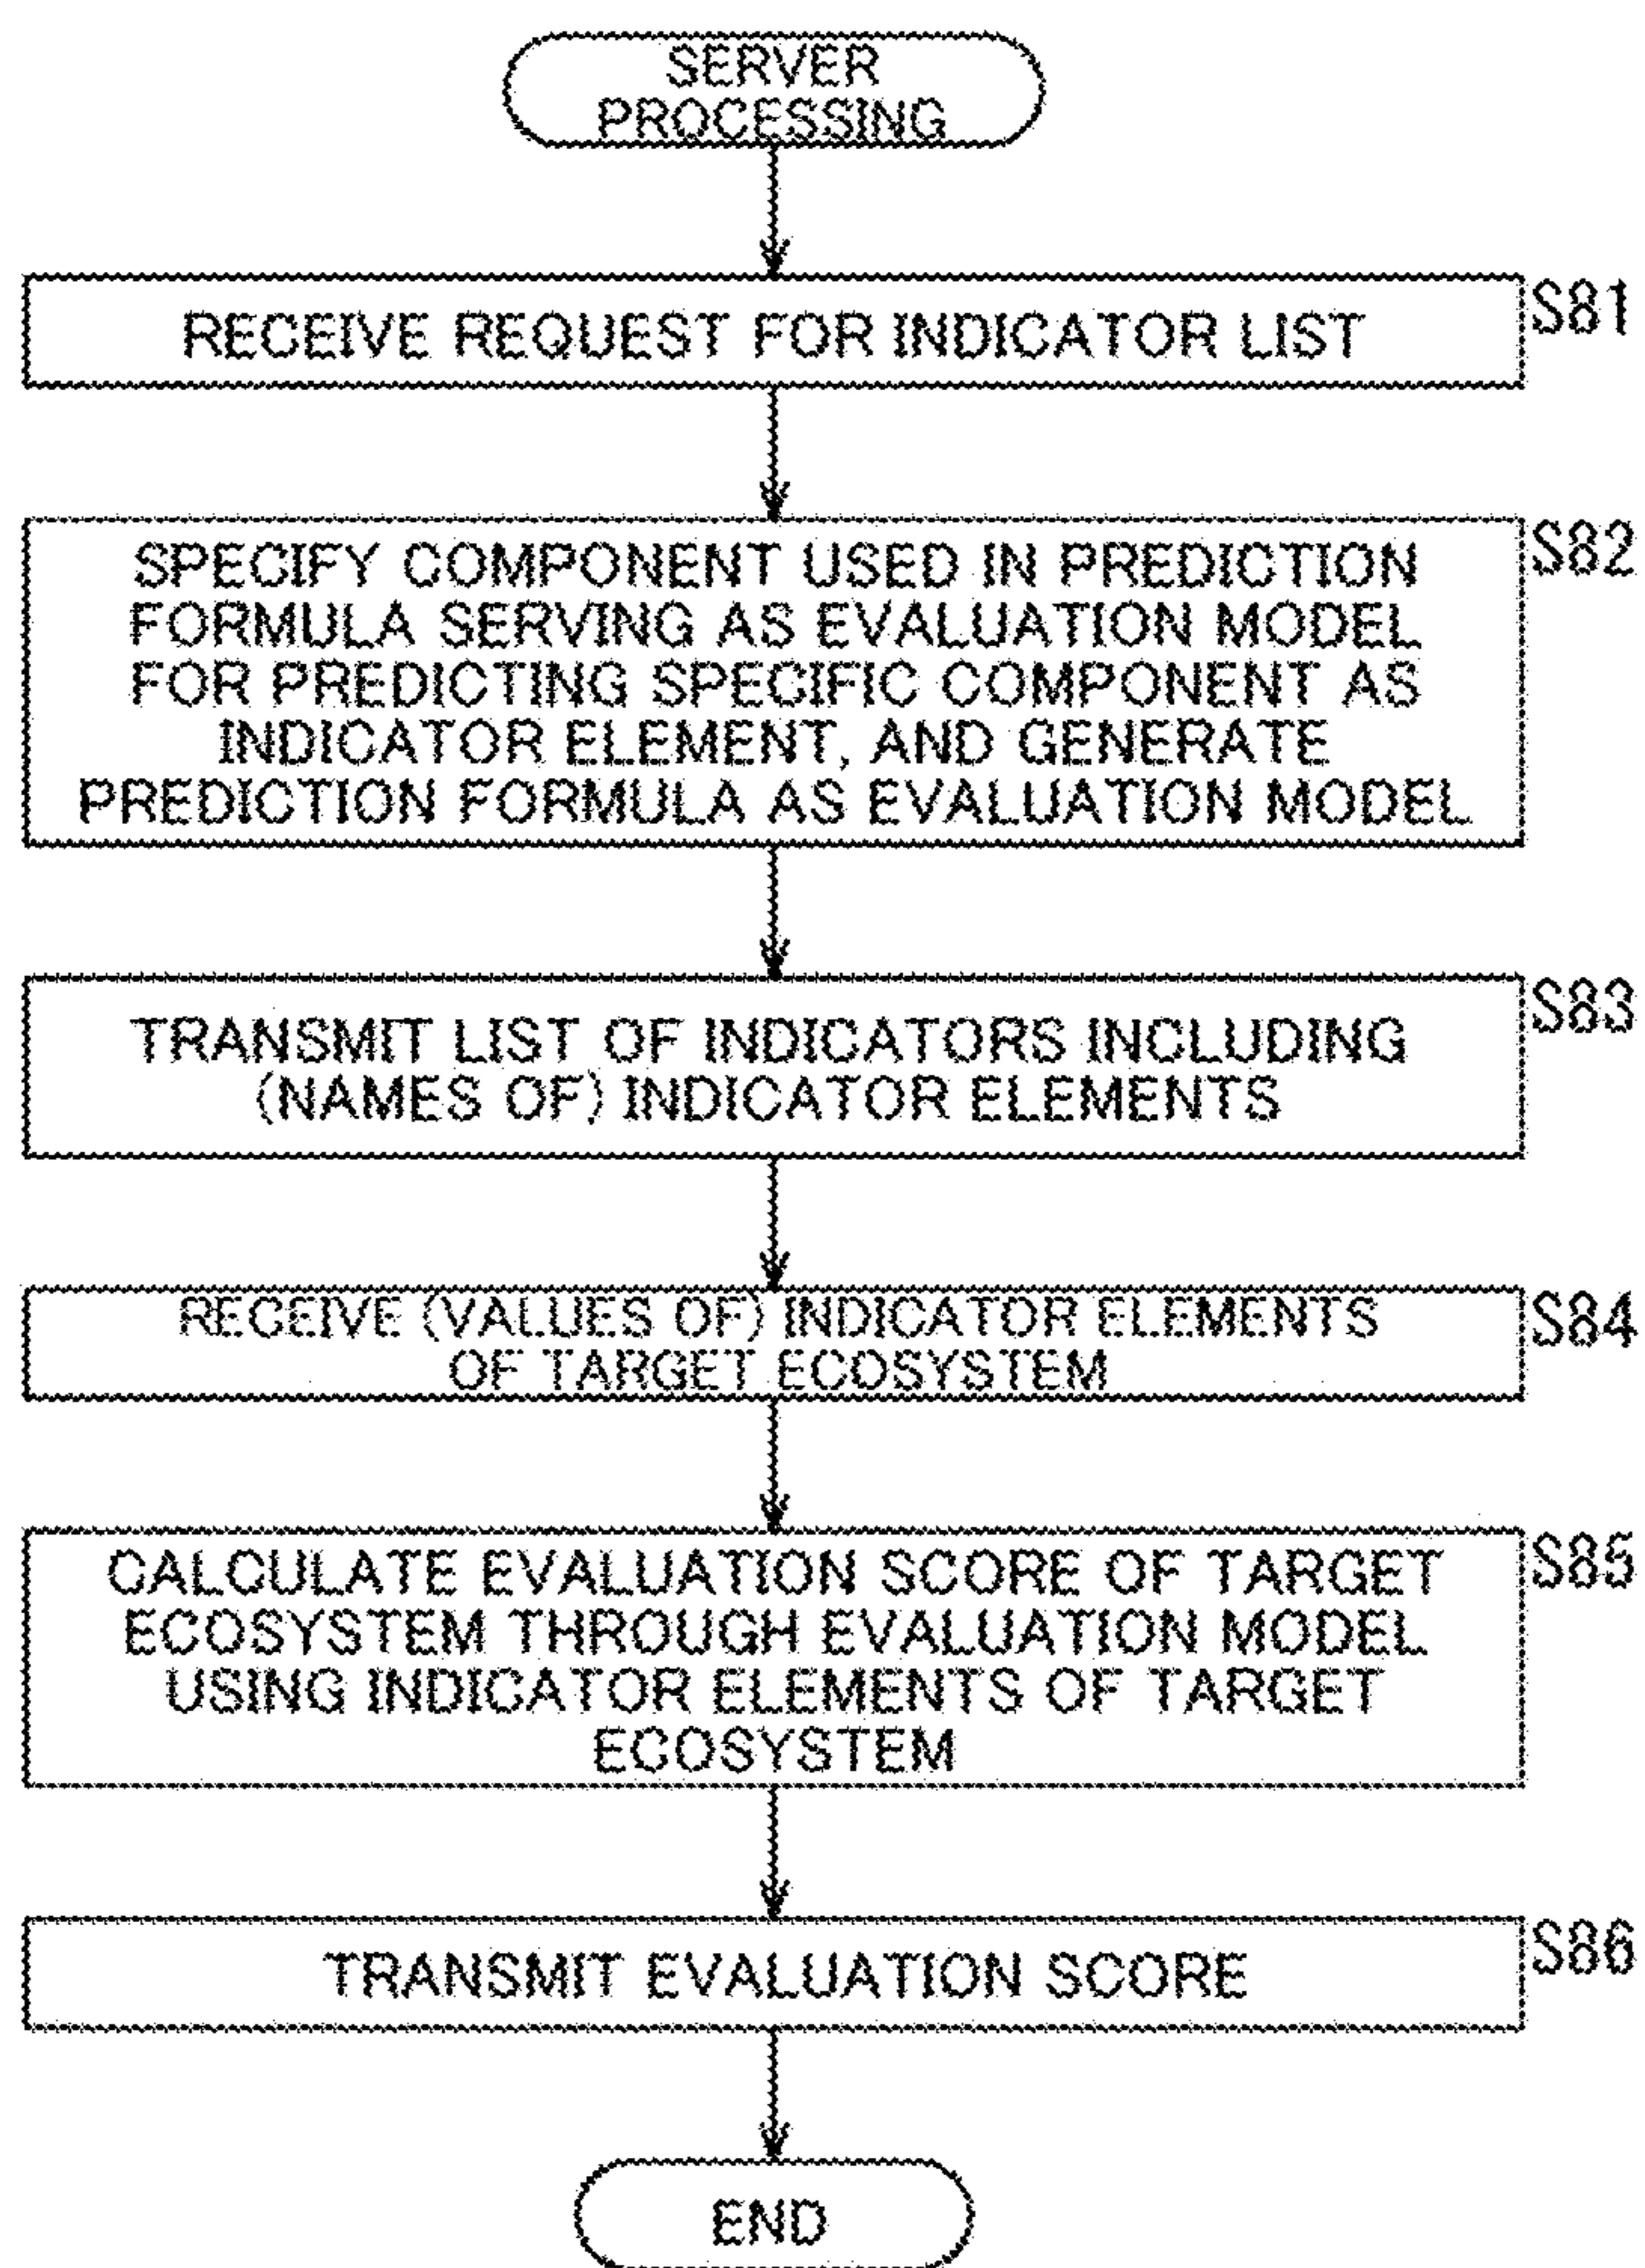 SERVER
PROCESSING
RECEIVE REQUEST FOR INDICATOR LIST
S81
SPECIFY COMPONENT USED IN PREDICTION
FORMULA SERVING AS EVALUATION MODEL
FOR PREDICTING SPECIFIC COMPONENT AS
INDICATOR ELEMENT, AND GENERATE
PREDICTION FORMULA AS EVALUATION MODEL
S82
TRANSMIT LIST OF INDICATORS INCLUDING
(NAMES OF) INDICATOR ELEMENTS
S83
RECEIVE (VALUES OF) INDICATOR ELEMENTS
OF TARGET ECOSYSTEM
S84
CALCULATE EVALUATION SCORE OF TARGET
ECOSYSTEM THROUGH EVALUATION MODEL
USING INDICATOR ELEMENTS OF TARGET
ECOSYSTEM
S85
TRANSMIT EVALUATION SCORE
S86
END